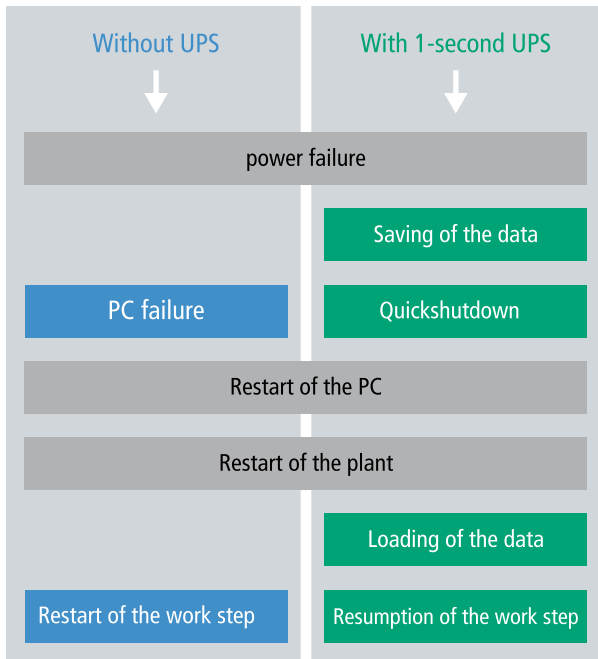 Without UPS
With 1-second UPS
power failure
Saving of the data
PC failure
Quickshutdown
Restart of the PC
Restart of the plant
Loading of the data
Restart of the work step
Resumption of the work step